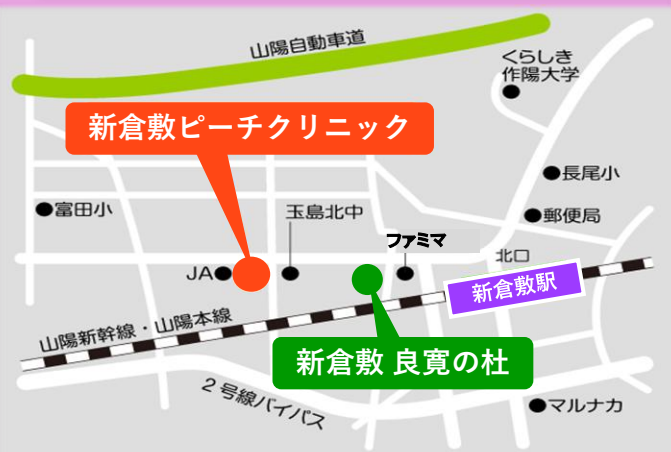 山陽自動車道
くらしき
作陽大学
新倉敷ピーチクリニック
長尾小
富田小
玉島北中
郵便局
ファミマ
北口
JA
新倉敷駅
山陽新幹線・山陽本線
新倉敷 良寛の杜
2号線バイパス
マルナカ